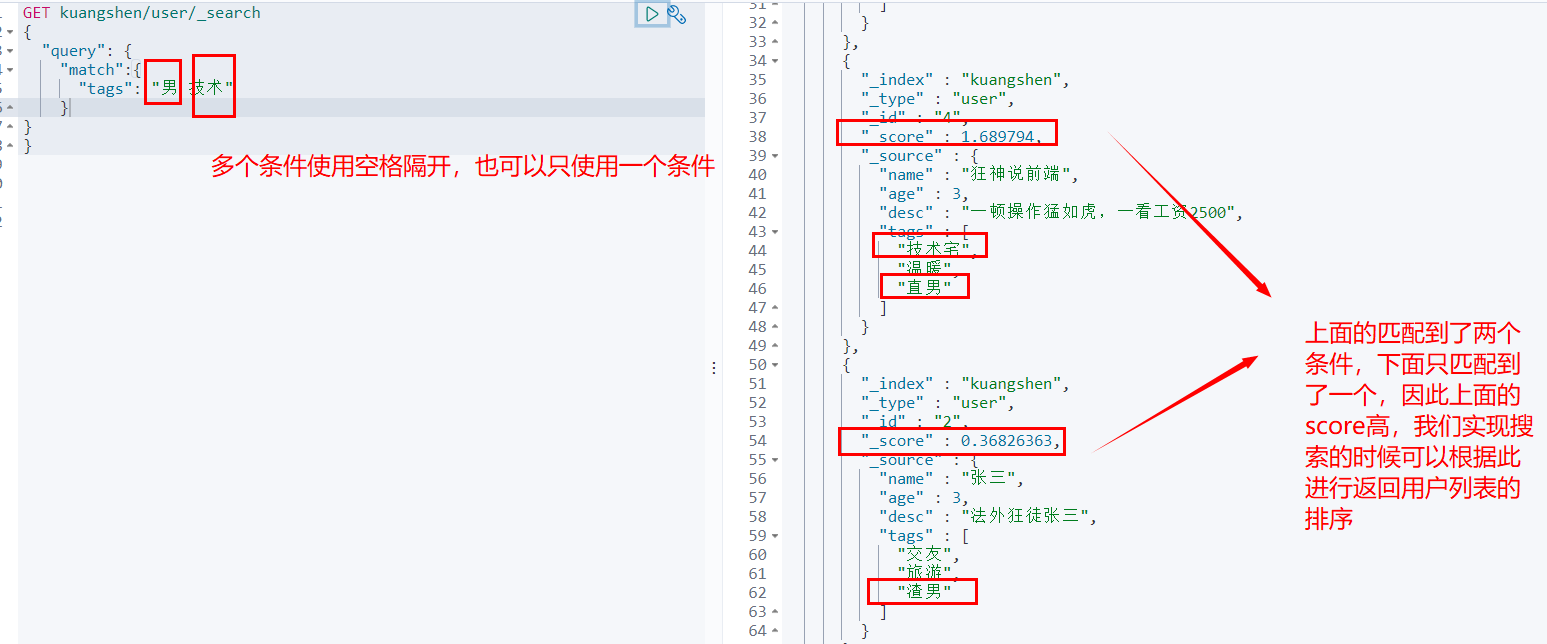 GET kuangshen/user/_search
{
"query": {
"match":{
"tags": "男 技术"
}
}
}
多个条件使用空格隔开，也可以只使用一个条件
31 ]
32 }
33 },
34 {
35 "_index" : "kuangshen",
36 "_type" : "user",
37 "_id" : "4",
38 "_score" : 1.689794,
39 "_source" : {
40 "name" : "狂神说前端",
41 "age" : 3,
42 "desc" : "一顿操作猛如虎，一看工资2500",
43 "tags" : [
44 "技术宅",
45 "温暖",
46 "直男"
47 ]
48 }
49 },
50 {
51 "_index" : "kuangshen",
52 "_type" : "user",
53 "_id" : "2",
54 "_score" : 0.36826363,
55 "_source" : {
56 "name" : "张三",
57 "age" : 3,
58 "desc" : "法外狂徒张三",
59 "tags" : [
60 "交友",
61 "旅游",
62 "渣男"
63 ]
64 }
上面的匹配到了两个
条件，下面只匹配到
了一个，因此上面的
score高，我们实现搜
索的时候可以根据此
进行返回用户列表的
排序